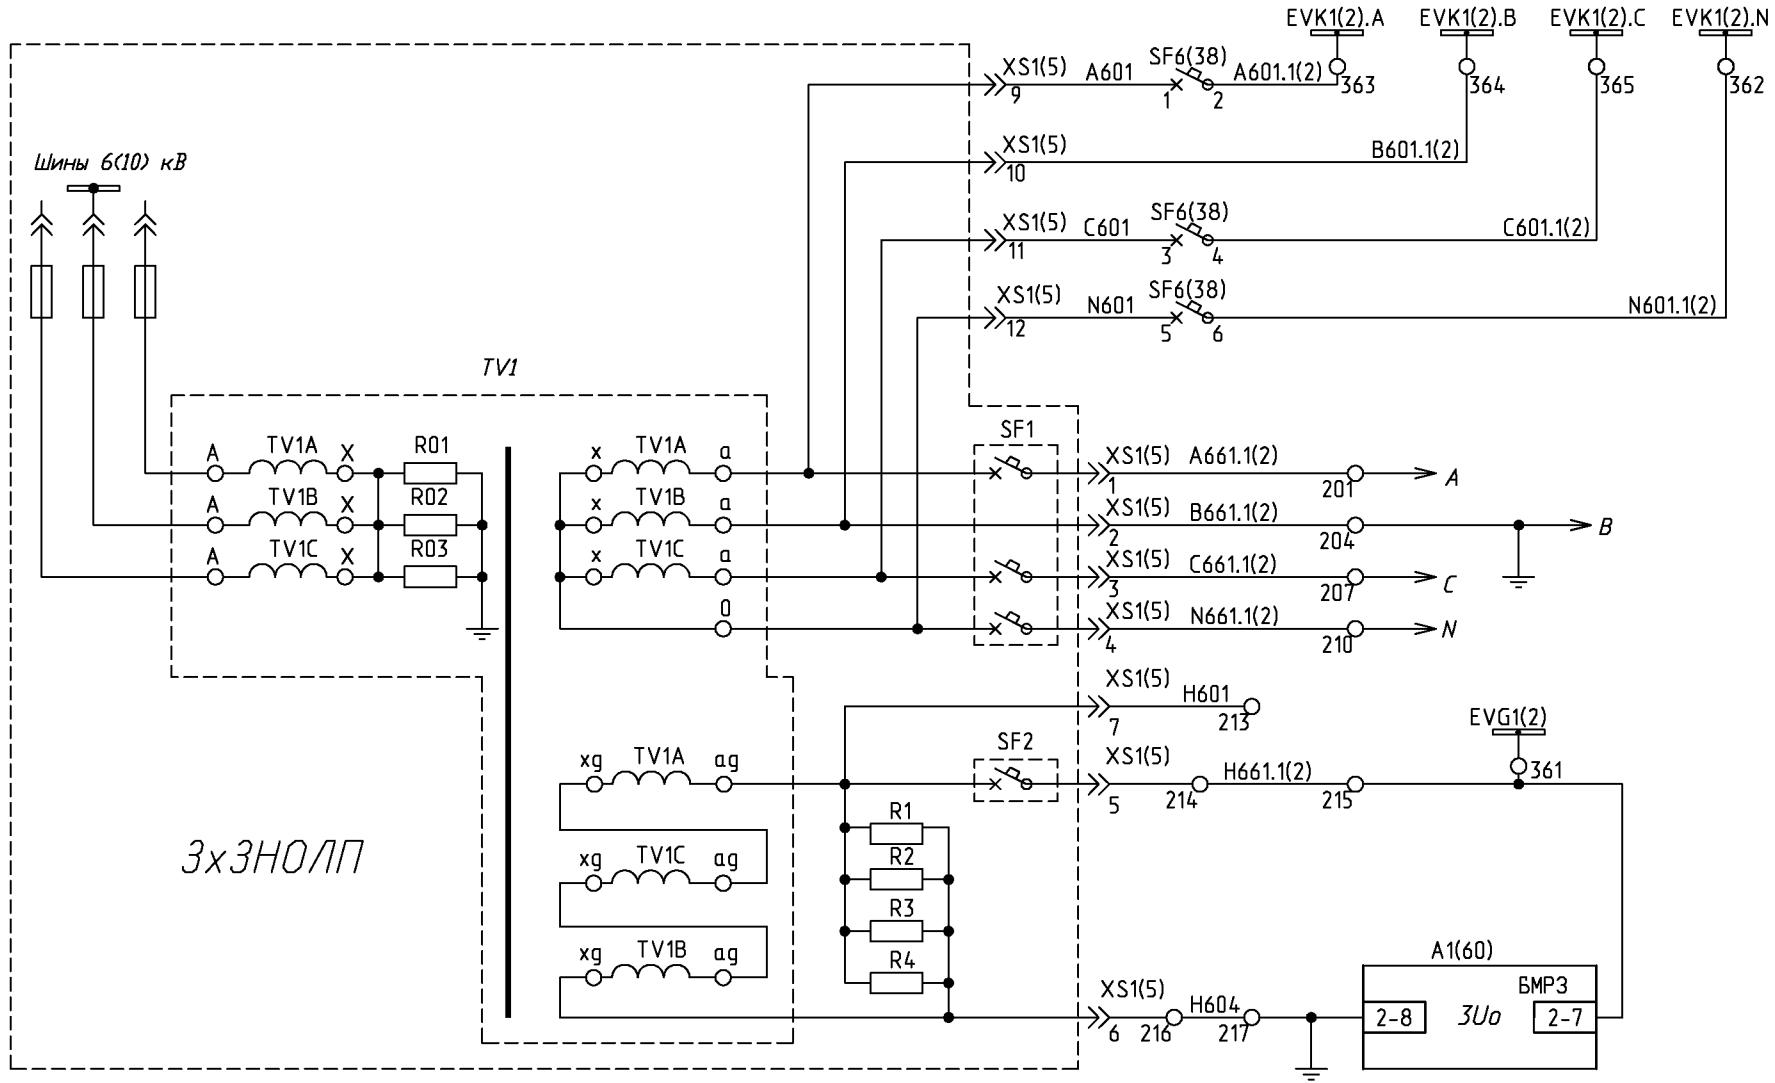 EVK1(2).A EVK1(2).B EVK1(2).C EVK1(2).N
XS1(5) A601 SF6(38) A601.1(2) 363 364 365 362
9 1 2
XS1(5) B601.1(2)
10
Шины 6(10) кВ
XS1(5) C601 SF6(38) C601.1(2)
11 3 4
XS1(5) N601 SF6(38) N601.1(2)
12 5 6
TV1
SF1
A TV1A X R01 x TV1A a XS1(5) A661.1(2)
1 201 A
A TV1B X R02 x TV1B a XS1(5) B661.1(2)
2 204 B
A TV1C X R03 x TV1C a XS1(5) C661.1(2)
3 207 C
0 XS1(5) N661.1(2)
4 210 N
XS1(5) H601
7 213
EVG1(2)
SF2
xg TV1A ag XS1(5) H661.1(2) 361
5 214 215
R1
3х3НОЛП
xg TV1C ag R2
R3
xg TV1B ag R4
A1(60)
XS1(5) H604 БМРЗ
6 216 217 2-8 3Uo 2-7